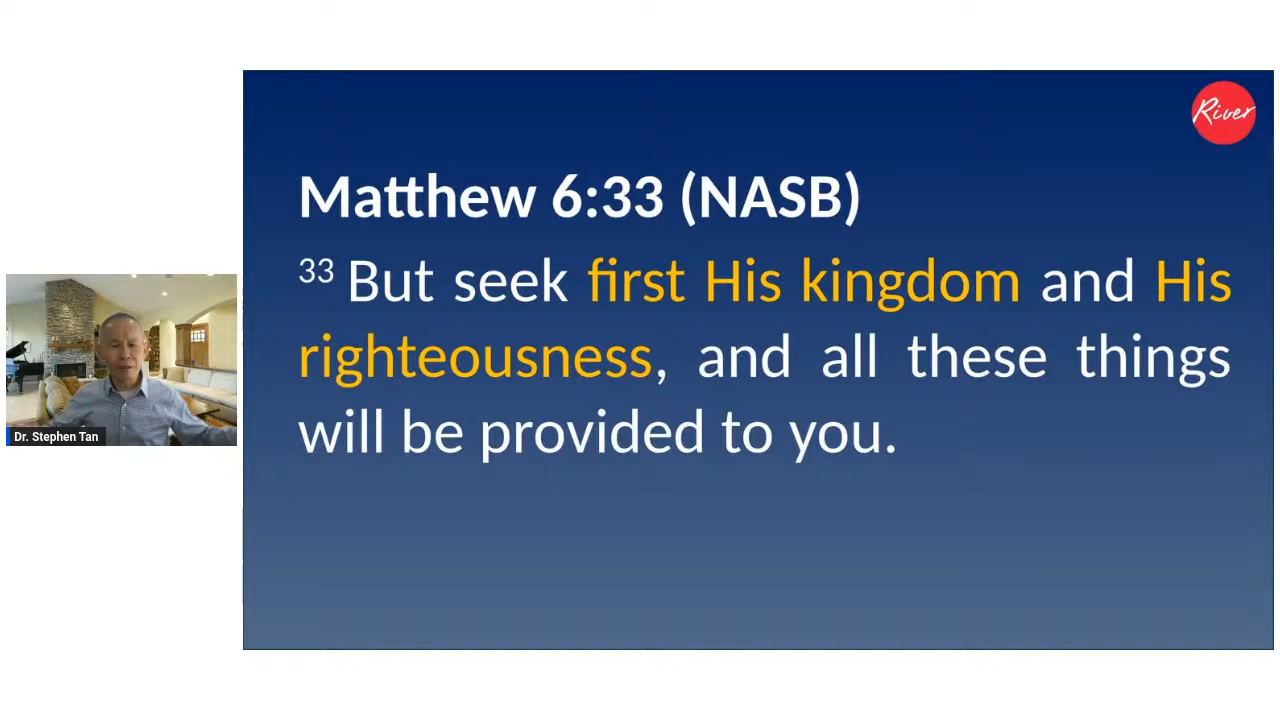 River
Matthew 6:33 (NASB)
33 But seek first His kingdom and His
righteousness, and all these things
will be provided to you.
Dr. Stephen Tan